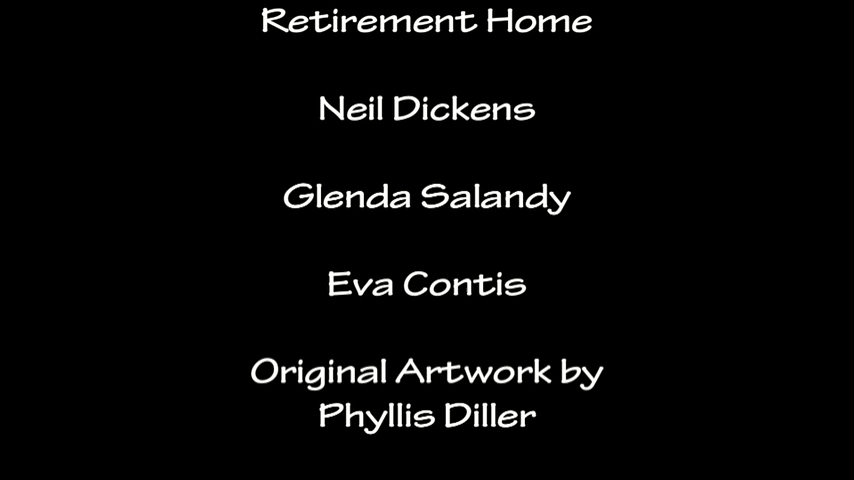 Retirement Home
Neil Dickens
Glenda Salandy
Eva Contis
Original Artwork by
Phyllis Diller